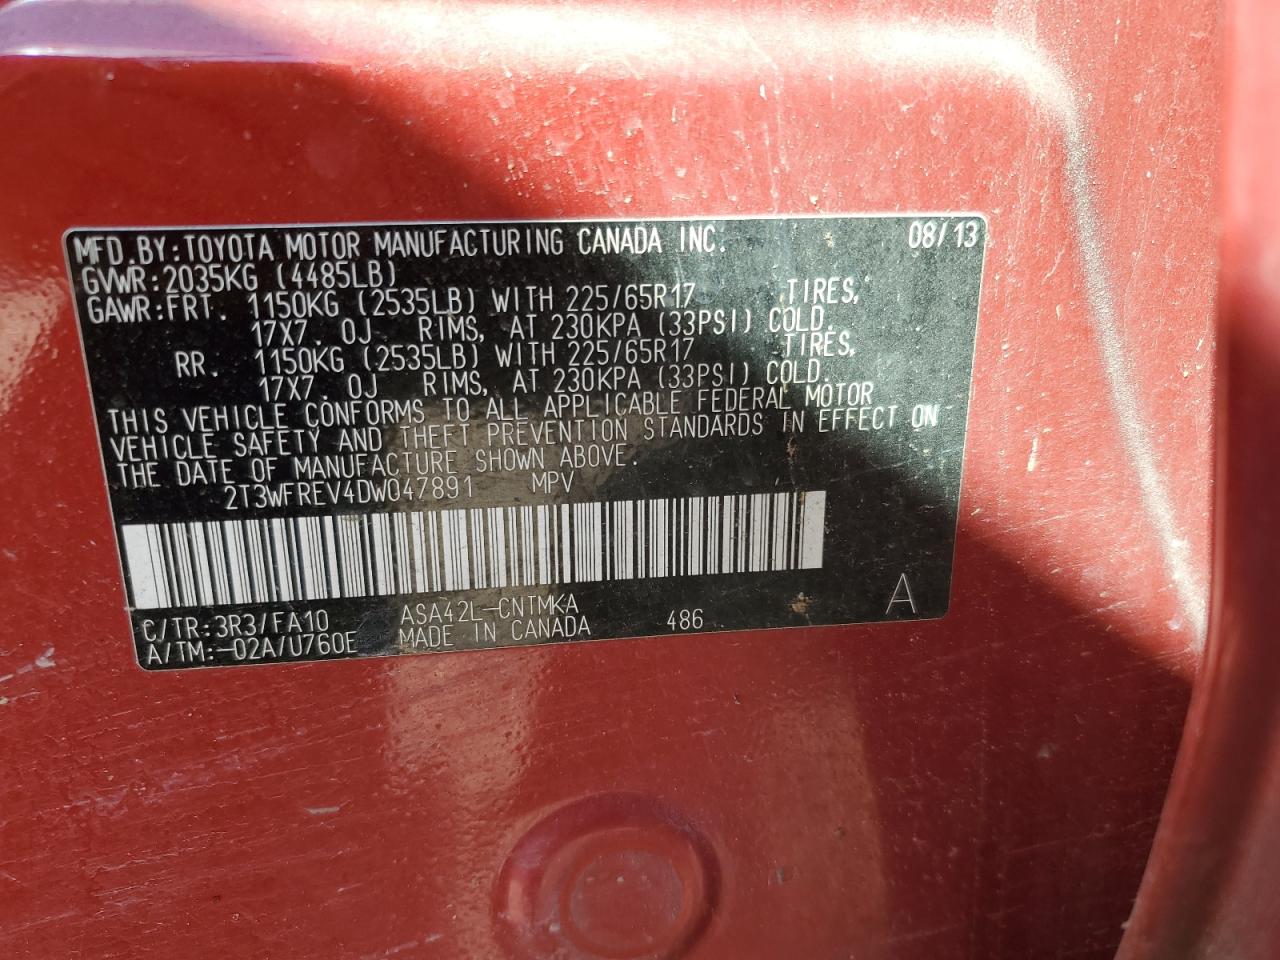 MFD.BY:TOYOTA MOTOR MANUFACTURING CANADA INC. 08/13
GVWR:2035KG (4485LB)
GAWR:FRT. 1150KG (2535LB) WITH 225/65R17 TIRES,
17X7. 0J RIMS, AT 230KPA (33PSI) COLD.
RR. 1150KG (2535LB) WITH 225/65R17 TIRES,
17X7. 0J RIMS, AT 230KPA (33PSI) COLD.
THIS VEHICLE CONFORMS TO ALL APPLICABLE FEDERAL MOTOR
VEHICLE SAFETY AND THEFT PREVENTION STANDARDS IN EFFECT ON
THE DATE OF MANUFACTURE SHOWN ABOVE.
2T3WFREV4DW047891 MPV
C/TR:3R3/FA10 ASA42L-CNTMKA 486 A
A/TM:-02A/U760E MADE IN CANADA